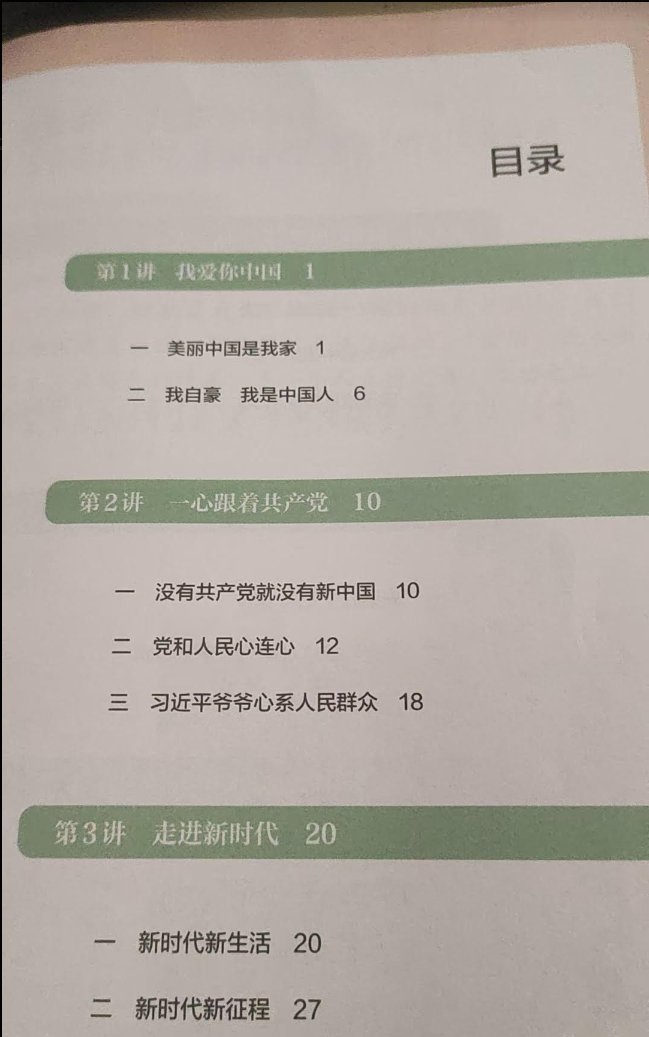 目录
第1讲 我爱你中国 1
一 美丽中国是我家 1
二 我自豪 我是中国人 6
第2讲 一心跟着共产党 10
一 没有共产党就没有新中国 10
二 党和人民心连心 12
三 习近平爷爷心系人民群众 18
第3讲 走进新时代 20
一 新时代新生活 20
二 新时代新征程 27